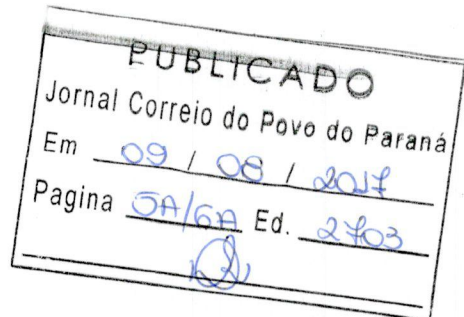 PUBLICADO
Jornal Correio do Povo do Paraná
Em 09 / 08 / 2017
Pagina 5A/6A Ed. 2703